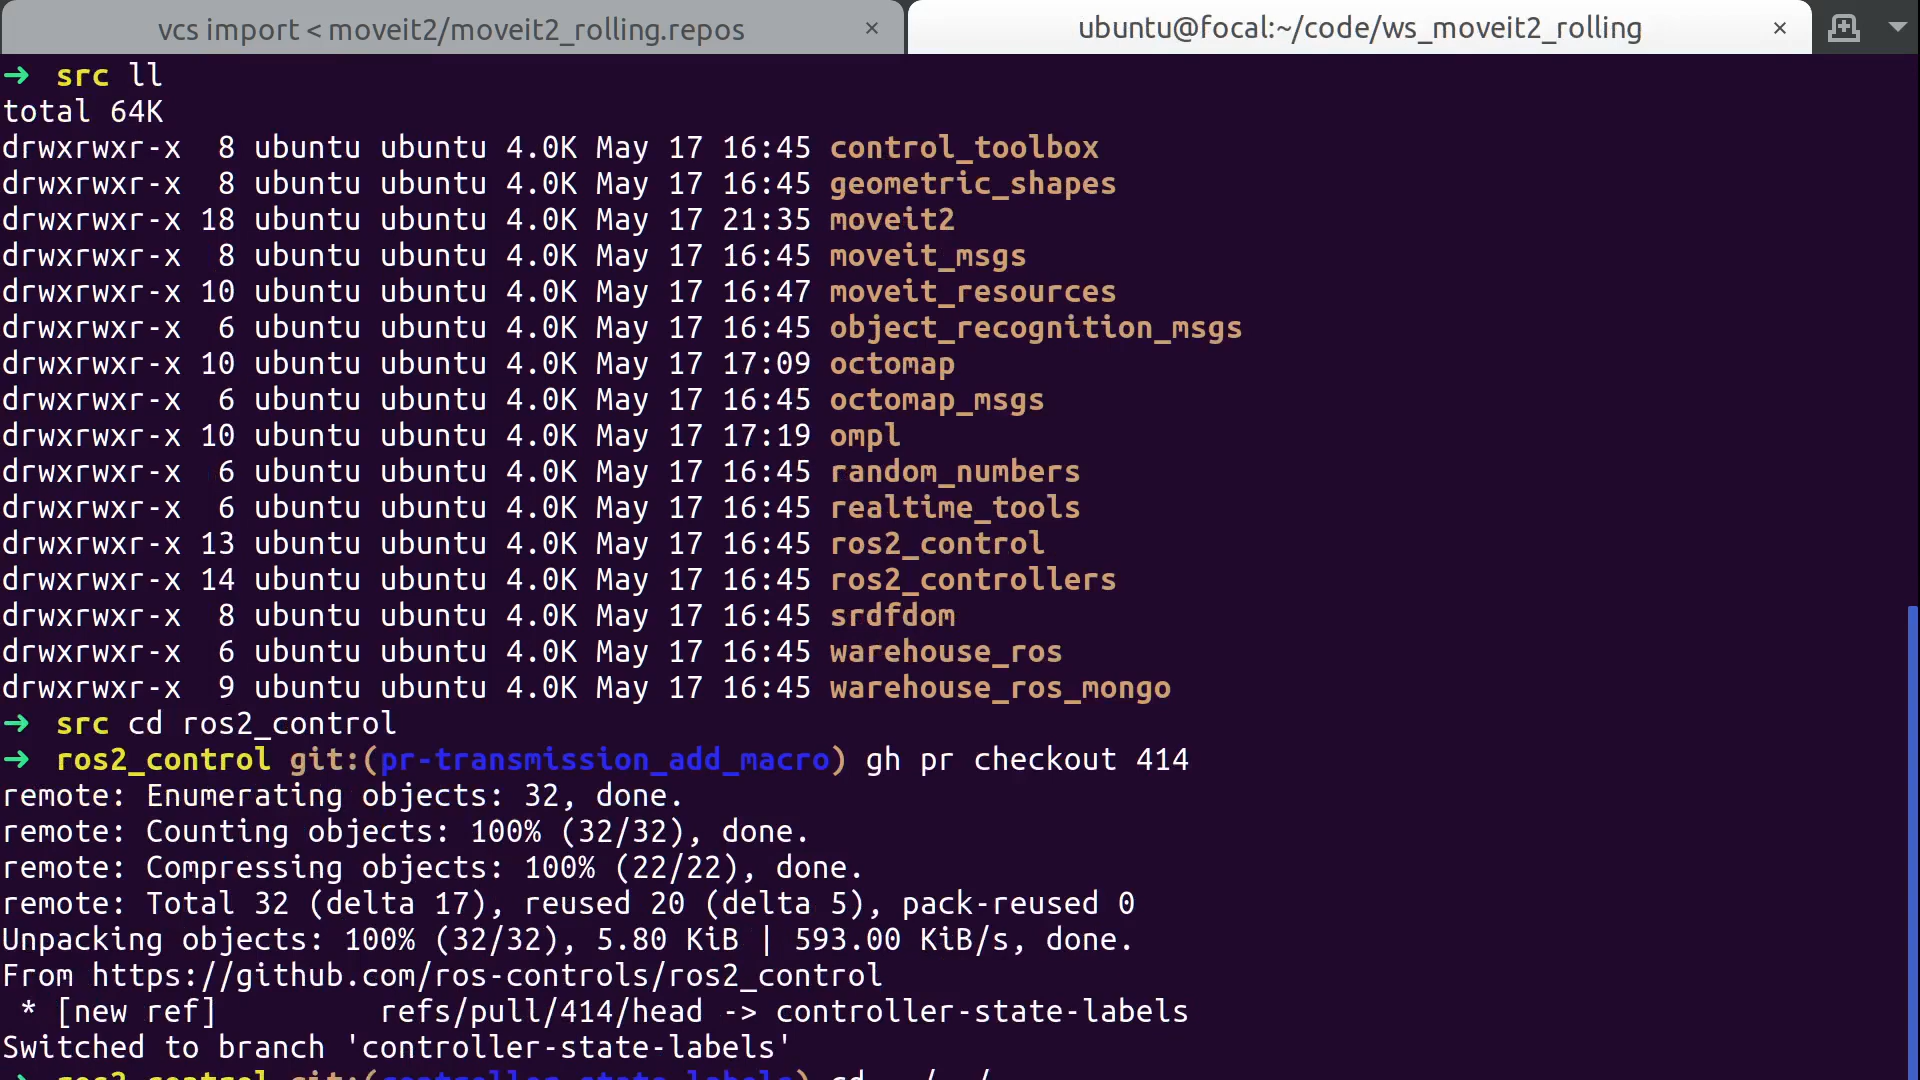 vcs import < moveit2/moveit2_rolling.repos × ubuntu@focal:~/code/ws_moveit2_rolling ×
➜  src ll
total 64K
drwxrwxr-x  8 ubuntu ubuntu 4.0K May 17 16:45 control_toolbox
drwxrwxr-x  8 ubuntu ubuntu 4.0K May 17 16:45 geometric_shapes
drwxrwxr-x 18 ubuntu ubuntu 4.0K May 17 21:35 moveit2
drwxrwxr-x  8 ubuntu ubuntu 4.0K May 17 16:45 moveit_msgs
drwxrwxr-x 10 ubuntu ubuntu 4.0K May 17 16:47 moveit_resources
drwxrwxr-x  6 ubuntu ubuntu 4.0K May 17 16:45 object_recognition_msgs
drwxrwxr-x 10 ubuntu ubuntu 4.0K May 17 17:09 octomap
drwxrwxr-x  6 ubuntu ubuntu 4.0K May 17 16:45 octomap_msgs
drwxrwxr-x 10 ubuntu ubuntu 4.0K May 17 17:19 ompl
drwxrwxr-x  6 ubuntu ubuntu 4.0K May 17 16:45 random_numbers
drwxrwxr-x  6 ubuntu ubuntu 4.0K May 17 16:45 realtime_tools
drwxrwxr-x 13 ubuntu ubuntu 4.0K May 17 16:45 ros2_control
drwxrwxr-x 14 ubuntu ubuntu 4.0K May 17 16:45 ros2_controllers
drwxrwxr-x  8 ubuntu ubuntu 4.0K May 17 16:45 srdfdom
drwxrwxr-x  6 ubuntu ubuntu 4.0K May 17 16:45 warehouse_ros
drwxrwxr-x  9 ubuntu ubuntu 4.0K May 17 16:45 warehouse_ros_mongo
➜  src cd ros2_control
➜  ros2_control git:(pr-transmission_add_macro) gh pr checkout 414
remote: Enumerating objects: 32, done.
remote: Counting objects: 100% (32/32), done.
remote: Compressing objects: 100% (22/22), done.
remote: Total 32 (delta 17), reused 20 (delta 5), pack-reused 0
Unpacking objects: 100% (32/32), 5.80 KiB | 593.00 KiB/s, done.
From https://github.com/ros-controls/ros2_control
 * [new ref]         refs/pull/414/head -> controller-state-labels
Switched to branch 'controller-state-labels'
➜  ros2_control git:(controller-state-labels) cd